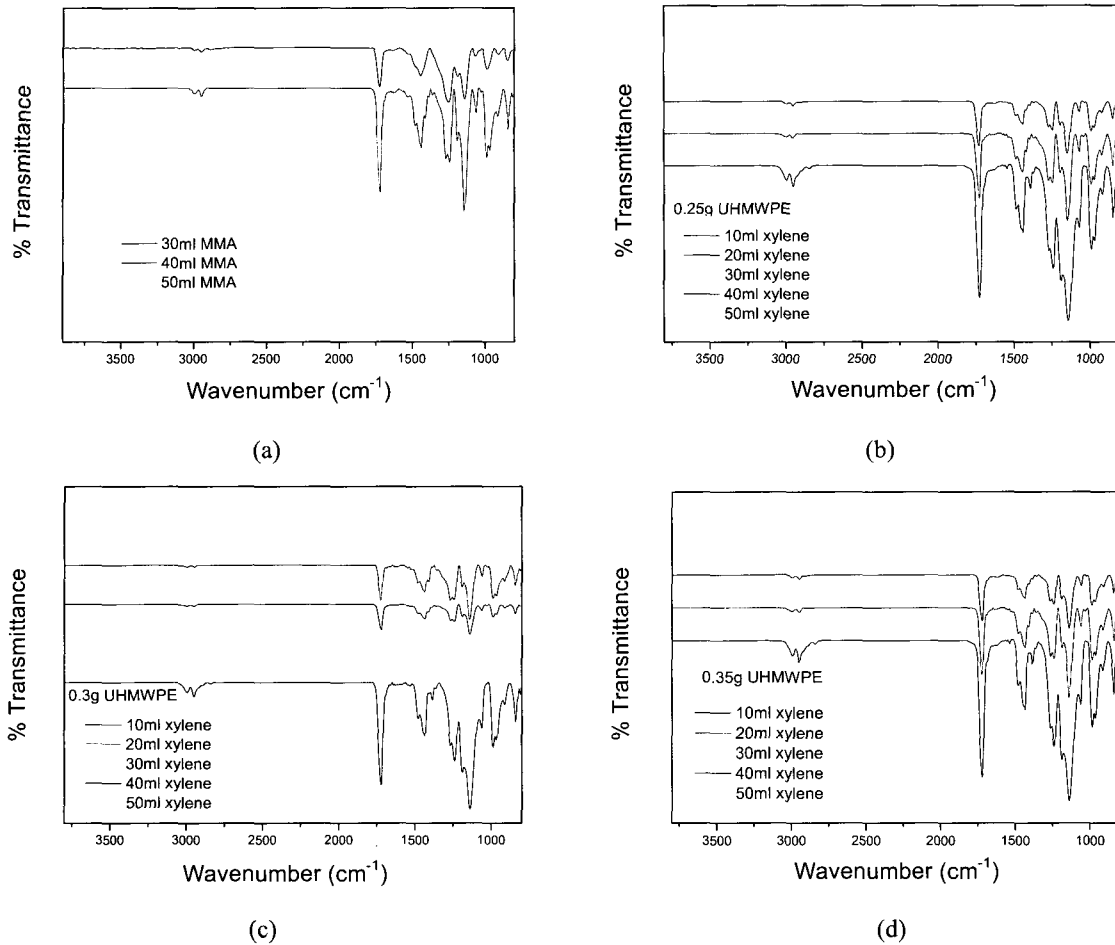 % Transmittance
30ml MMA
40ml MMA
50ml MMA
3500 3000 2500 2000 1500 1000
Wavenumber (cm⁻¹)
(a)
% Transmittance
0.25g UHMWPE
10ml xylene
20ml xylene
30ml xylene
40ml xylene
50ml xylene
3500 3000 2500 2000 1500 1000
Wavenumber (cm⁻¹)
(b)
% Transmittance
0.3g UHMWPE
10ml xylene
20ml xylene
30ml xylene
40ml xylene
50ml xylene
3500 3000 2500 2000 1500 1000
Wavenumber (cm⁻¹)
(c)
% Transmittance
0.35g UHMWPE
10ml xylene
20ml xylene
30ml xylene
40ml xylene
50ml xylene
3500 3000 2500 2000 1500 1000
Wavenumber (cm⁻¹)
(d)